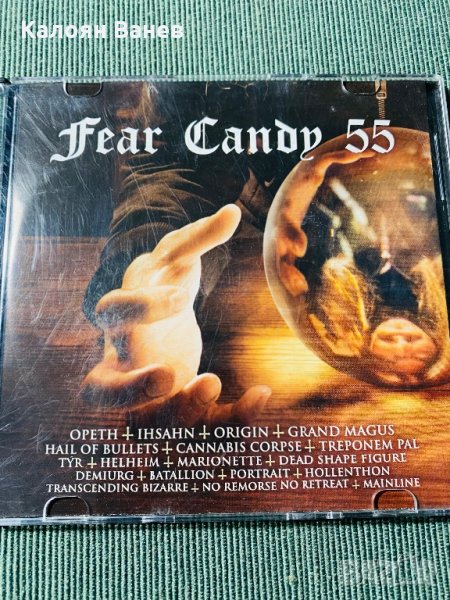 Калоян Ванев
Fear Candy 55
OPETH ♰ IHSAHN ♰ ORIGIN ♰ GRAND MAGUS
HAIL OF BULLETS ♰ CANNABIS CORPSE ♰ TREPONEM PAL
TYR ♰ HELHEIM ♰ MARIONETTE ♰ DEAD SHAPE FIGURE
DEMIURG ♰ BATALLION ♰ PORTRAIT ♰ HOLLENTHON
TRANSCENDING BIZARRE ♰ NO REMORSE NO RETREAT ♰ MAINLINE